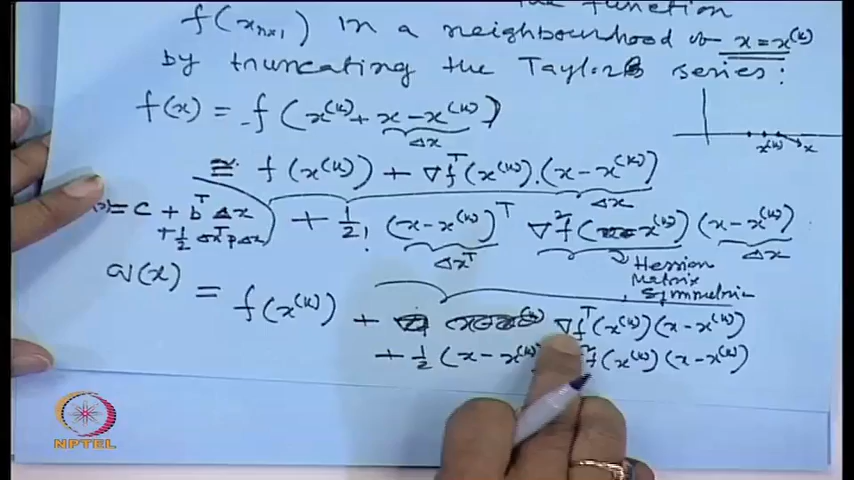 the function
f(x_{n×1}) in a neighbourhood of x = x^{(k)}
by truncating the Taylor's series:
f(x) = f(x^{(k)} + x - x^{(k)})
Δx
x^{(k)} x
≅ f(x^{(k)}) + ∇f^T(x^{(k)}).(x - x^{(k)})
Δx
= c + b^T Δx
+ 1/2 Δx^T P Δx
+ 1/2! (x - x^{(k)})^T ∇²f(x^{(k)}) (x - x^{(k)})
Δx^T
Δx
Hessian
Matrix
Symmetric
q(x) = f(x^{(k)}) + ∇f^T(x^{(k)})(x - x^{(k)})
+ 1/2 (x - x^{(k)} f(x^{(k)})(x - x^{(k)})
NPTEL